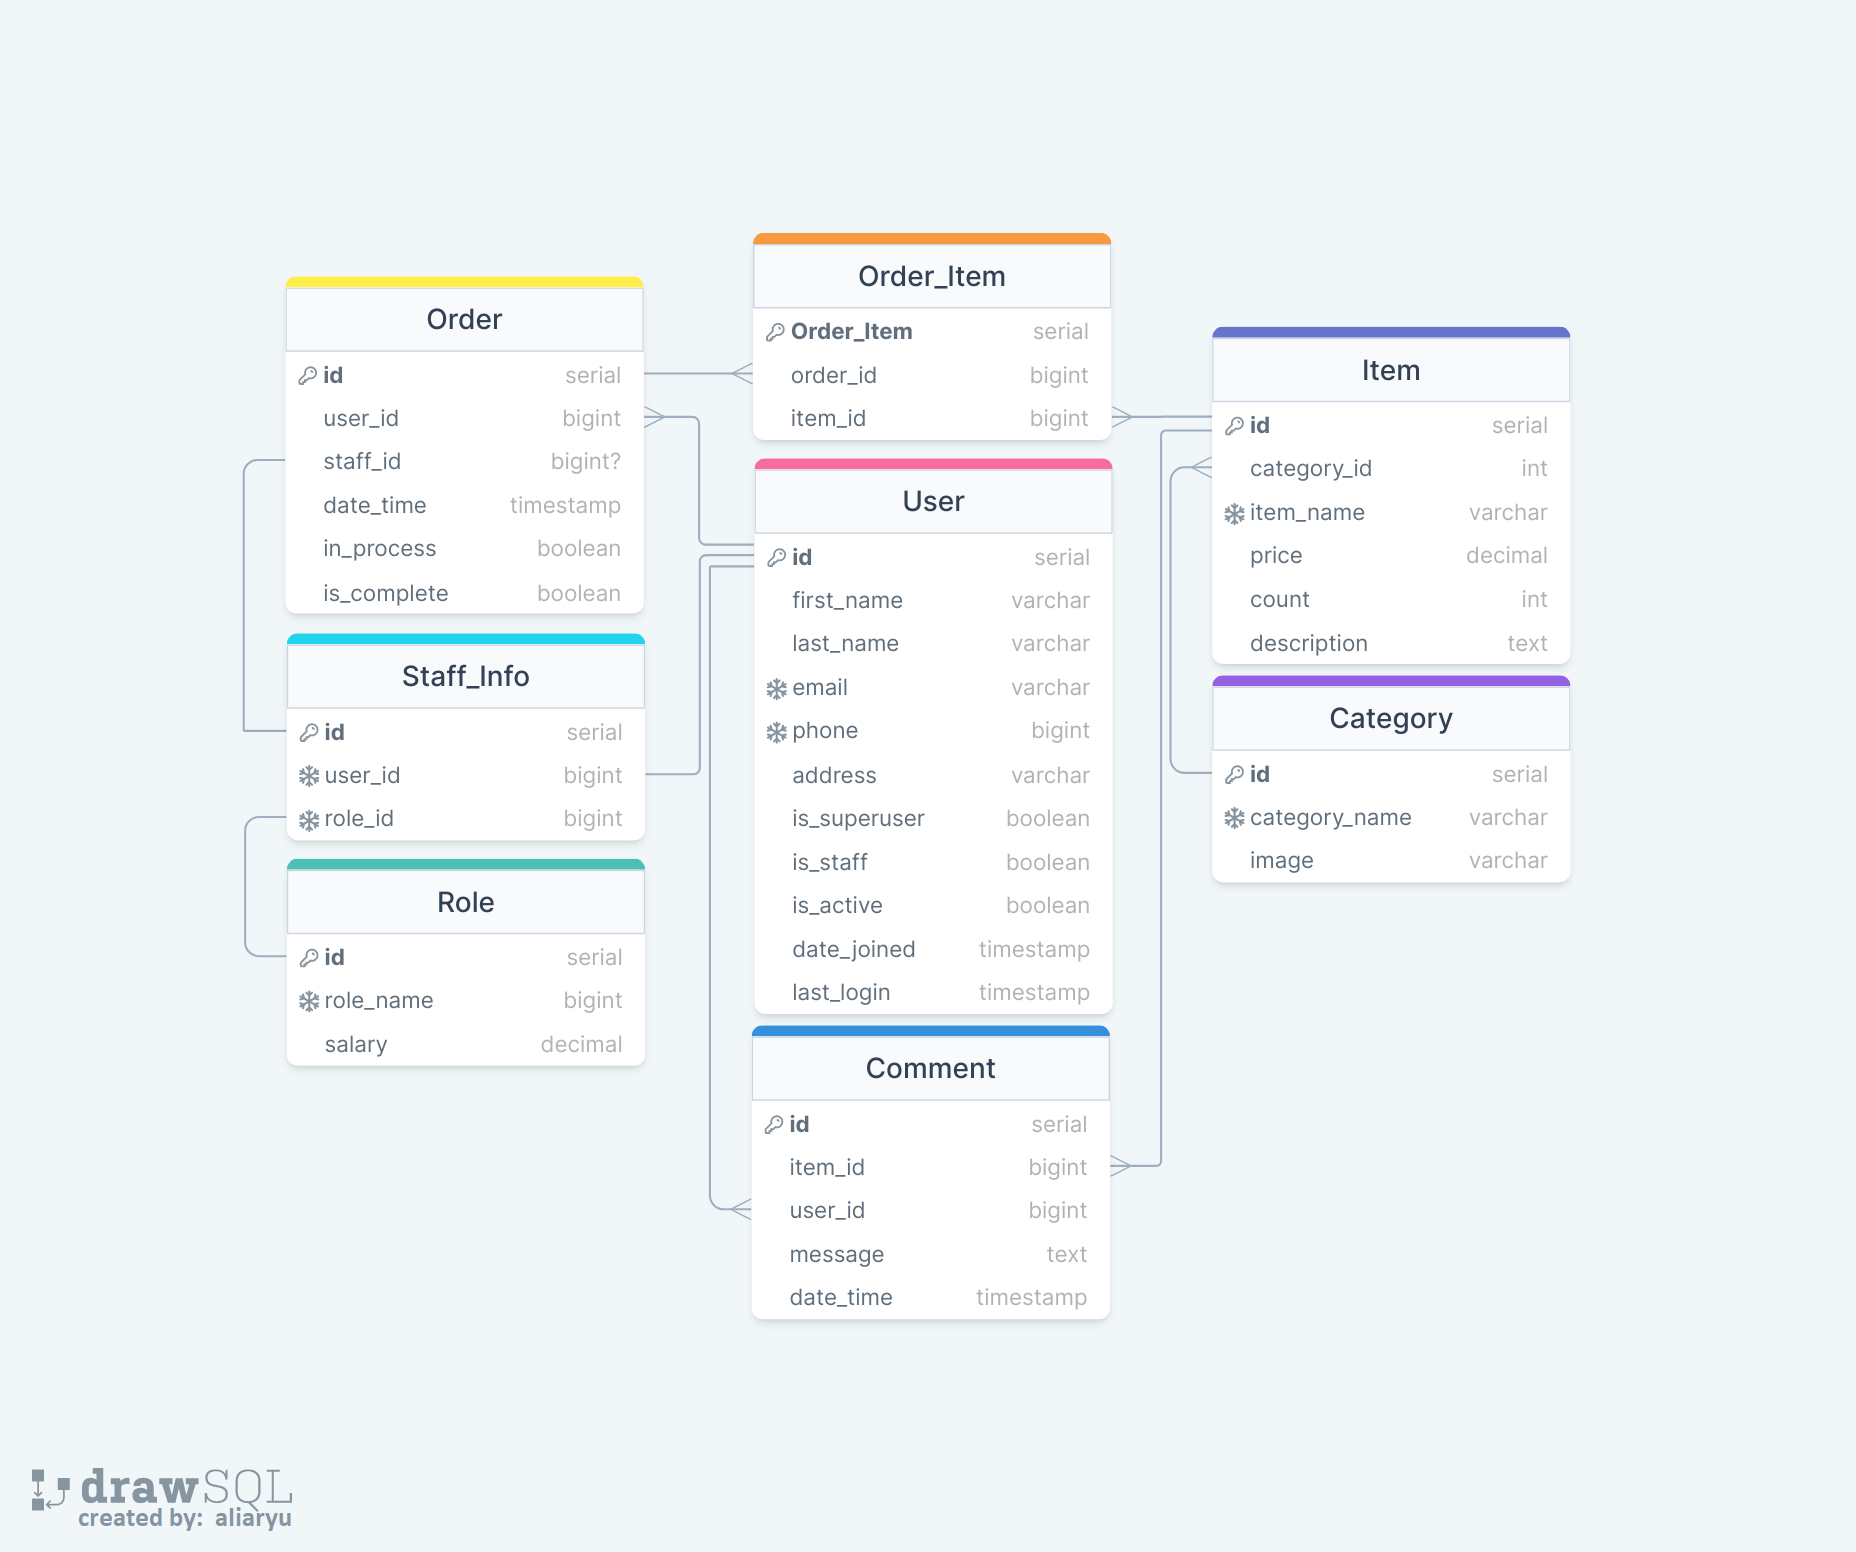 Order
id serial
user_id bigint
staff_id bigint?
date_time timestamp
in_process boolean
is_complete boolean
Staff_Info
id serial
user_id bigint
role_id bigint
Role
id serial
role_name bigint
salary decimal
Order_Item
Order_Item serial
order_id bigint
item_id bigint
User
id serial
first_name varchar
last_name varchar
email varchar
phone bigint
address varchar
is_superuser boolean
is_staff boolean
is_active boolean
date_joined timestamp
last_login timestamp
Comment
id serial
item_id bigint
user_id bigint
message text
date_time timestamp
Item
id serial
category_id int
item_name varchar
price decimal
count int
description text
Category
id serial
category_name varchar
image varchar
drawSQL
created by: aliaryu